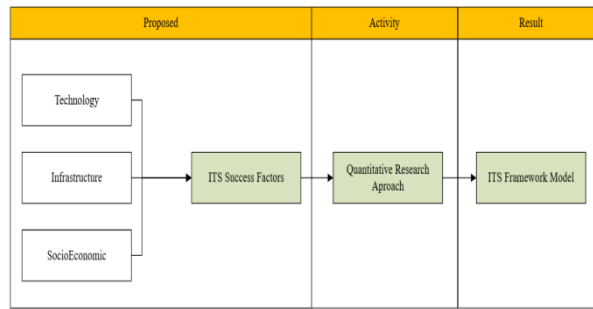 Proposed
Activity
Result
Technology
Infrastructure
SocioEconomic
ITS Success Factors
Quantitative Research
Aproach
ITS Framework Model